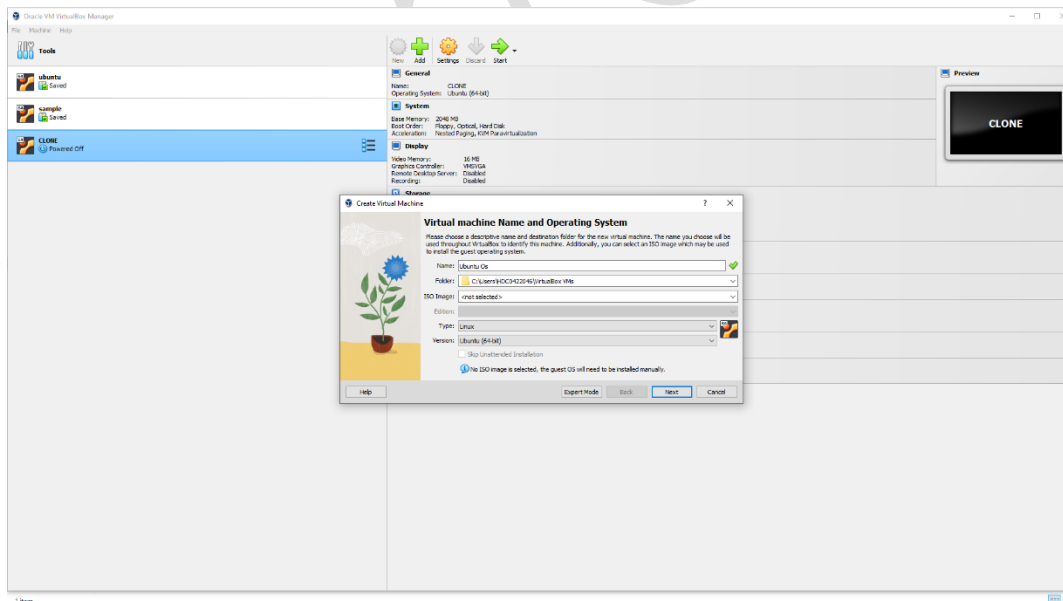 Oracle VM VirtualBox Manager
File Machine Help
Tools
New Add Settings Discard Start
ubuntu
Saved
sample
Saved
CLONE
Powered Off
General
Name: CLONE
Operating System: Ubuntu (64-bit)
System
Base Memory: 2048 MB
Boot Order: Floppy, Optical, Hard Disk
Acceleration: Nested Paging, KVM Paravirtualization
Display
Video Memory: 16 MB
Graphics Controller: VMSVGA
Remote Desktop Server: Disabled
Recording: Disabled
Storage
Preview
CLONE
Create Virtual Machine ?
Virtual machine Name and Operating System
Please choose a descriptive name and destination folder for the new virtual machine. The name you choose will be
used throughout VirtualBox to identify this machine. Additionally, you can select an ISO image which may be used
to install the guest operating system.
Name: Ubuntu Os
Folder: C:\Users\HDC0422046\VirtualBox VMs
ISO Image: <not selected>
Edition:
Type: Linux
Version: Ubuntu (64-bit)
Skip Unattended Installation
No ISO image is selected, the guest OS will need to be installed manually.
Help Expert Mode Back Next Cancel
1 item